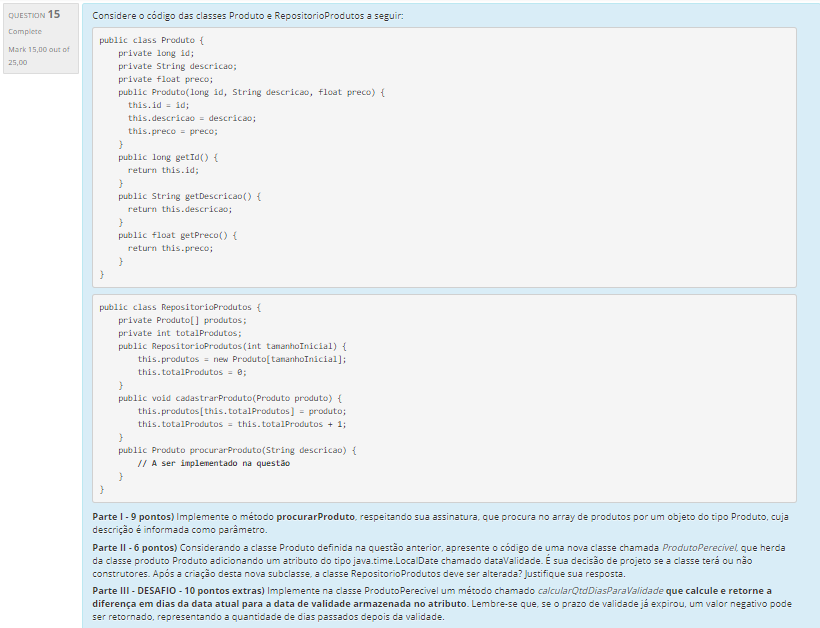 QUESTION 15
Complete
Mark 15,00 out of
25,00
Considere o código das classes Produto e RepositorioProdutos a seguir:
public class Produto {
private long id;
private String descricao;
private float preco;
public Produto(long id, String descricao, float preco) {
this.id = id;
this.descricao = descricao;
this.preco = preco;
}
public long getId() {
return this.id;
}
public String getDescricao() {
return this.descricao;
}
public float getPreco() {
return this.preco;
}
}
public class RepositorioProdutos {
private Produto[] produtos;
private int totalProdutos;
public RepositorioProdutos(int tamanhoInicial) {
this.produtos = new Produto[tamanhoInicial];
this.totalProdutos = 0;
}
public void cadastrarProduto(Produto produto) {
this.produtos[this.totalProdutos] = produto;
this.totalProdutos = this.totalProdutos + 1;
}
public Produto procurarProduto(String descricao) {
// A ser implementado na questão
}
}
Parte I - 9 pontos) Implemente o método procurarProduto, respeitando sua assinatura, que procura no array de produtos por um objeto do tipo Produto, cuja
descrição é informada como parâmetro.
Parte II - 6 pontos) Considerando a classe Produto definida na questão anterior, apresente o código de uma nova classe chamada ProdutoPerecivel, que herda
da classe produto Produto adicionando um atributo do tipo java.time.LocalDate chamado dataValidade. É sua decisão de projeto se a classe terá ou não
construtores. Após a criação desta nova subclasse, a classe RepositorioProdutos deve ser alterada? Justifique sua resposta.
Parte III - DESAFIO - 10 pontos extras) Implemente na classe ProdutoPerecivel um método chamado calcularQtdDiasParaValidade que calcule e retorne a
diferença em dias da data atual para a data de validade armazenada no atributo. Lembre-se que, se o prazo de validade já expirou, um valor negativo pode
ser retornado, representando a quantidade de dias passados depois da validade.